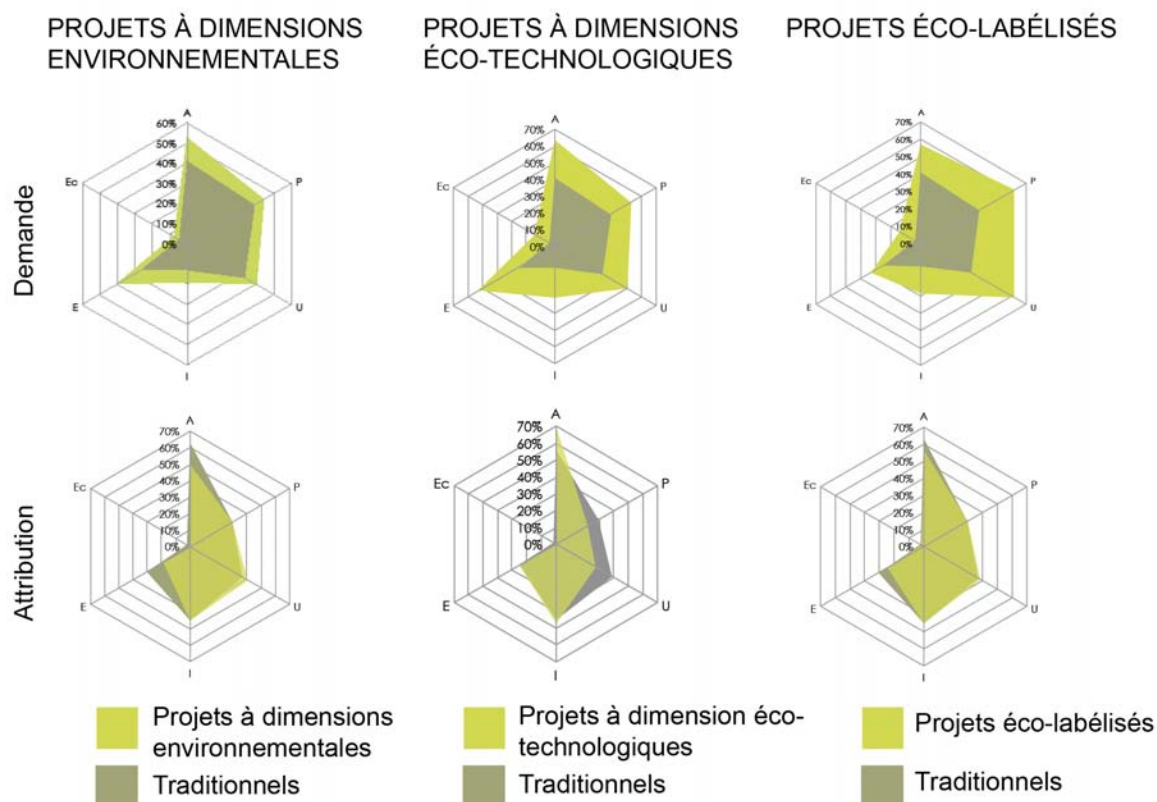 PROJETS À DIMENSIONS
ENVIRONNEMENTALES
PROJETS À DIMENSIONS
ÉCO-TECHNOLOGIQUES
PROJETS ÉCO-LABÉLISÉS
Demande
A
60%
50%
40%
30%
20%
10%
0%
P
U
I
E
Ec
A
70%
60%
50%
40%
30%
20%
10%
0%
P
U
I
E
Ec
A
70%
60%
50%
40%
30%
20%
10%
0%
P
U
I
E
Ec
Attribution
A
70%
60%
50%
40%
30%
20%
10%
0%
P
U
I
E
Ec
A
70%
60%
50%
40%
30%
20%
10%
0%
P
U
I
E
Ec
A
70%
60%
50%
40%
30%
20%
10%
0%
P
U
I
E
Ec
Projets à dimensions
environnementales
Traditionnels
Projets à dimension éco-
technologiques
Traditionnels
Projets éco-labélisés
Traditionnels